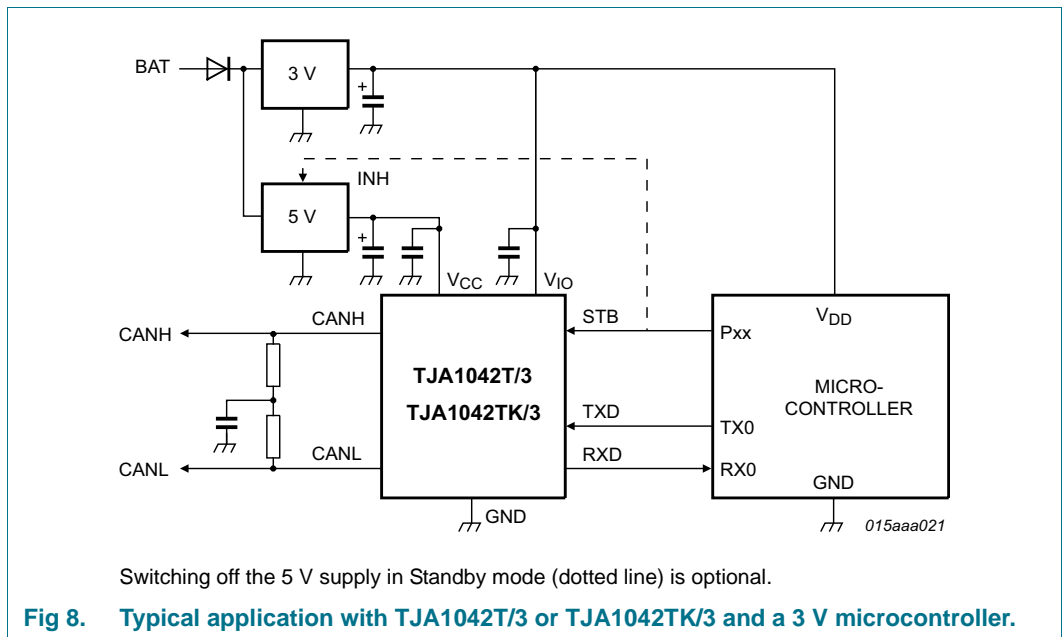 BAT
3 V
+
INH
5 V
+
VCC
VIO
CANH
CANH
STB
Pxx
VDD
TJA1042T/3
TJA1042TK/3
MICRO-
CONTROLLER
TXD
TX0
CANL
CANL
RXD
RX0
GND
GND
015aaa021
Switching off the 5 V supply in Standby mode (dotted line) is optional.
Fig 8. Typical application with TJA1042T/3 or TJA1042TK/3 and a 3 V microcontroller.